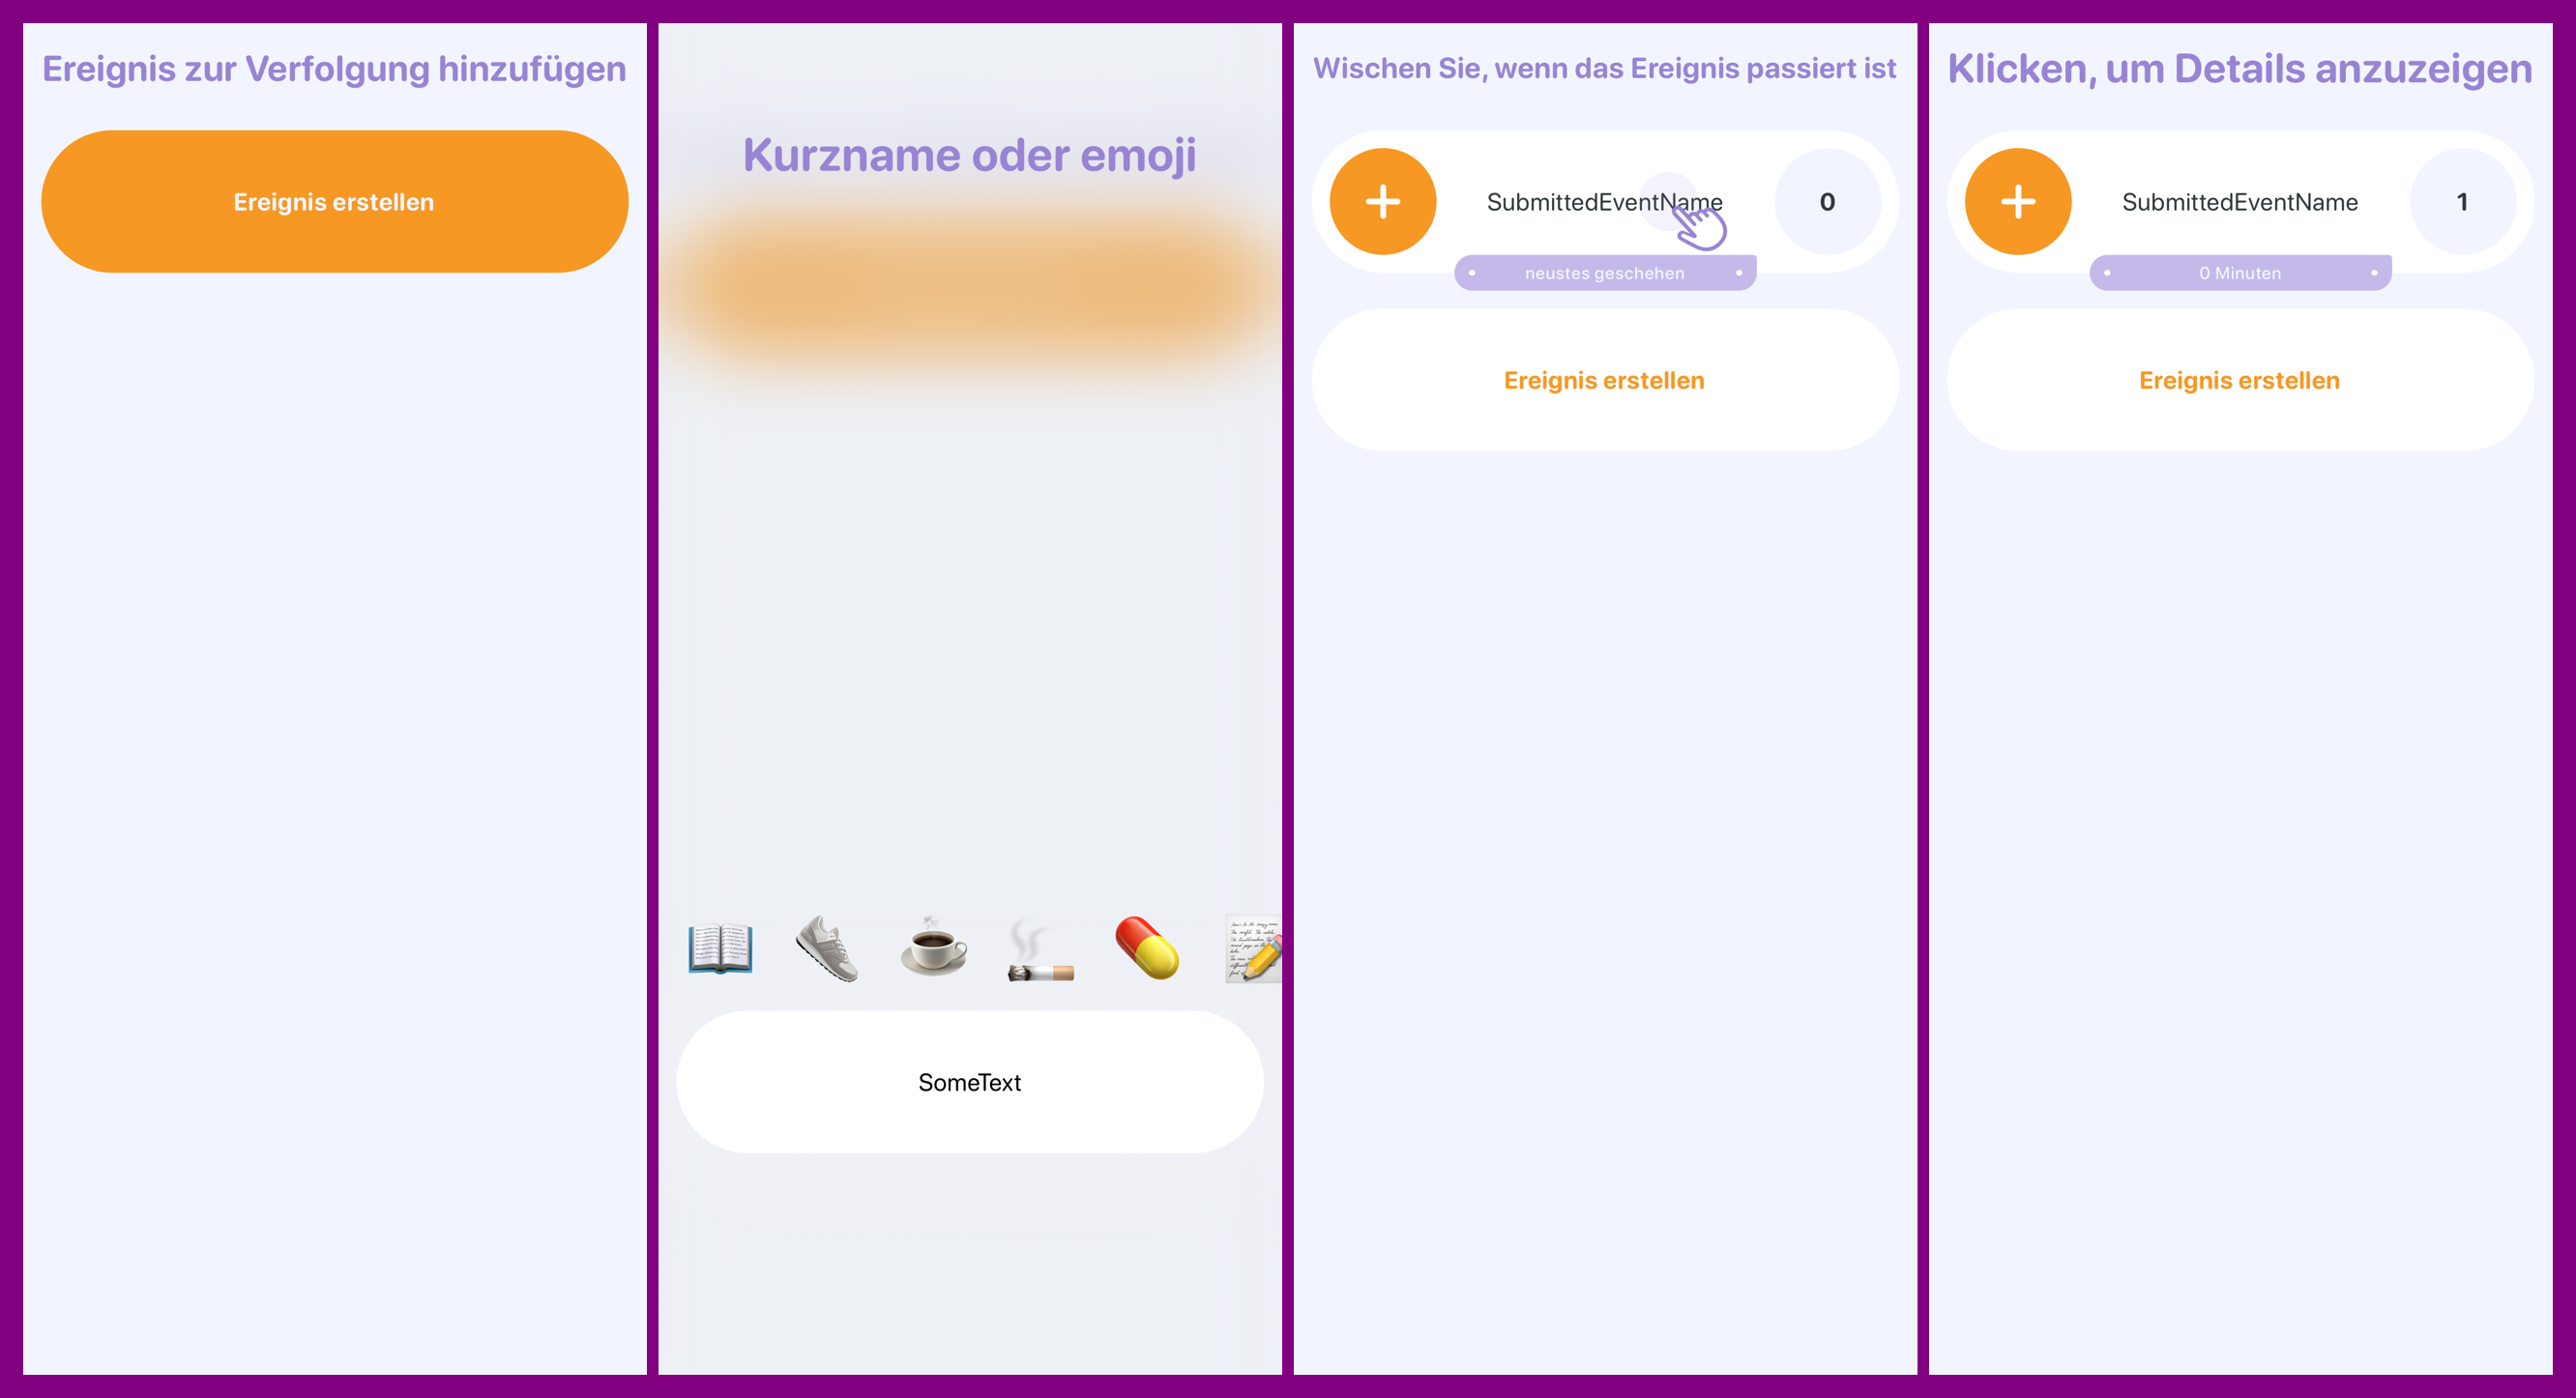 Ereignis zur Verfolgung hinzufügen
Ereignis erstellen
Kurzname oder emoji
SomeText
Wischen Sie, wenn das Ereignis passiert ist
SubmittedEventName
0
neustes geschehen
Ereignis erstellen
Klicken, um Details anzuzeigen
SubmittedEventName
1
0 Minuten
Ereignis erstellen